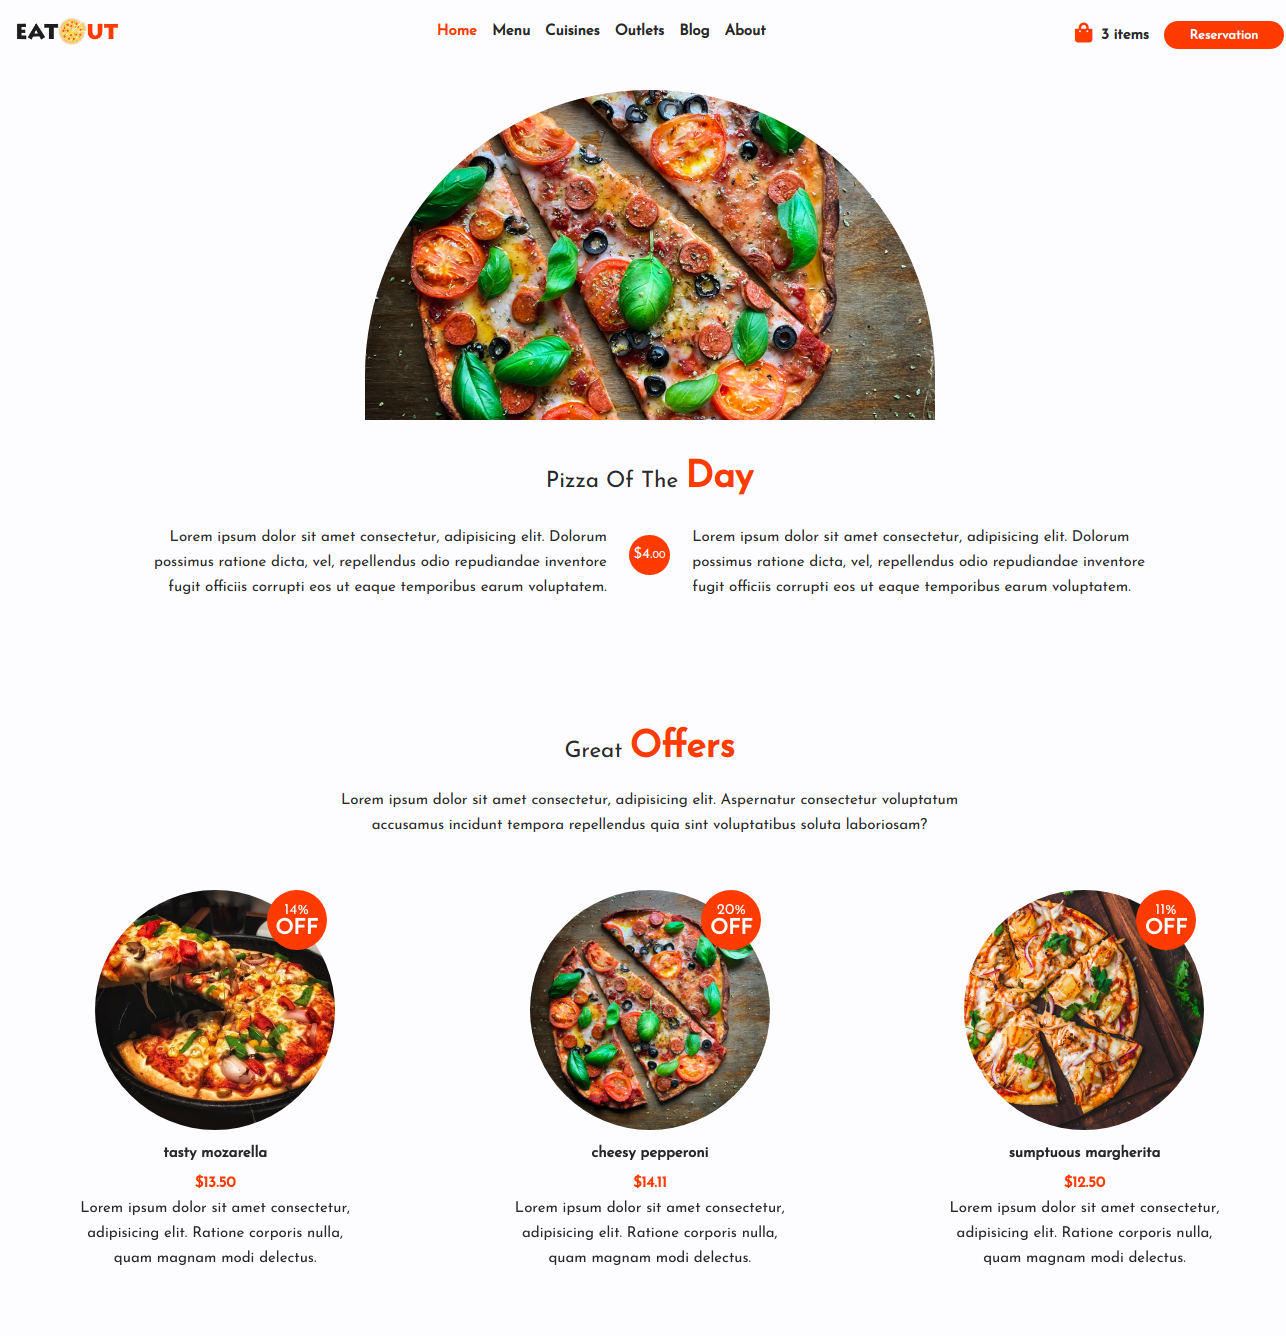 EAT OUT
Home Menu Cuisines Outlets Blog About
3 items
Reservation
Pizza Of The Day
Lorem ipsum dolor sit amet consectetur, adipisicing elit. Dolorum
possimus ratione dicta, vel, repellendus odio repudiandae inventore
fugit officiis corrupti eos ut eaque temporibus earum voluptatem.
$4.00
Lorem ipsum dolor sit amet consectetur, adipisicing elit. Dolorum
possimus ratione dicta, vel, repellendus odio repudiandae inventore
fugit officiis corrupti eos ut eaque temporibus earum voluptatem.
Great Offers
Lorem ipsum dolor sit amet consectetur, adipisicing elit. Aspernatur consectetur voluptatum
accusamus incidunt tempora repellendus quia sint voluptatibus soluta laboriosam?
14%
OFF
tasty mozarella
$13.50
Lorem ipsum dolor sit amet consectetur,
adipisicing elit. Ratione corporis nulla,
quam magnam modi delectus.
20%
OFF
cheesy pepperoni
$14.11
Lorem ipsum dolor sit amet consectetur,
adipisicing elit. Ratione corporis nulla,
quam magnam modi delectus.
11%
OFF
sumptuous margherita
$12.50
Lorem ipsum dolor sit amet consectetur,
adipisicing elit. Ratione corporis nulla,
quam magnam modi delectus.